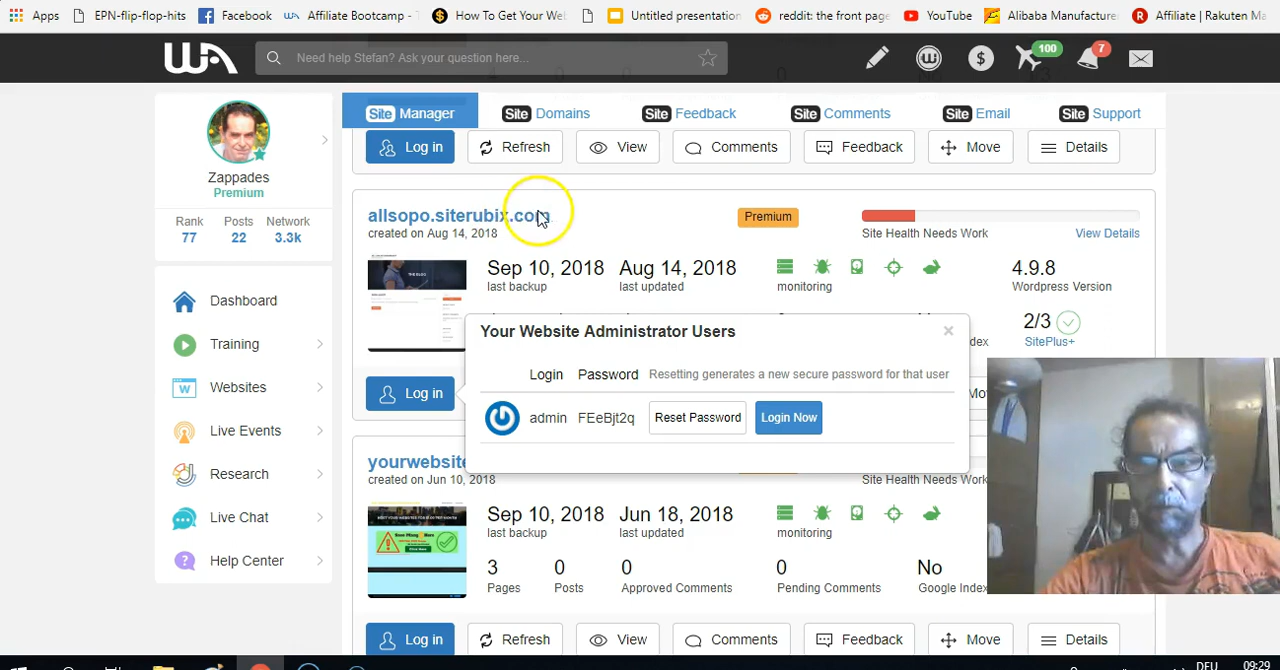 Apps EPN-flip-flop-hits Facebook Affiliate Bootcamp - How To Get Your We Untitled presentation reddit: the front page YouTube Alibaba Manufacture Affiliate | Rakuten Ma
WA Need help Stefan? Ask your question here... $ 100 7
Site Manager Site Domains Site Feedback Site Comments Site Email Site Support
Log in Refresh View Comments Feedback Move Details
Zappades
Premium
Rank Posts Network
77 22 3.3k
Dashboard
Training
Websites
Live Events
Research
Live Chat
Help Center
allsopo.siterubix.com Premium
created on Aug 14, 2018 Site Health Needs Work View Details
Sep 10, 2018 Aug 14, 2018 4.9.8
last backup last updated monitoring Wordpress Version
2/3
SitePlus+
Log in
Your Website Administrator Users ×
Login Password Resetting generates a new secure password for that user
admin FEeBjt2q Reset Password Login Now
yourwebsite
created on Jun 10, 2018 Site Health Needs Work
Sep 10, 2018 Jun 18, 2018
last backup last updated monitoring
3 0 0 0 No
Pages Posts Approved Comments Pending Comments Google Index
Log in Refresh View Comments Feedback Move Details
DEU 09:29